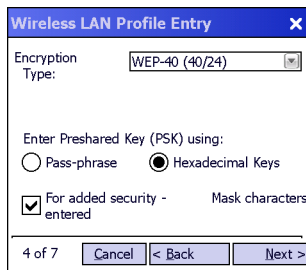 Wireless LAN Profile Entry
Encryption Type:
WEP-40 (40/24)
Enter Preshared Key (PSK) using:
Pass-phrase
Hexadecimal Keys
For added security - Mask characters
entered
4 of 7
Cancel
< Back
Next >